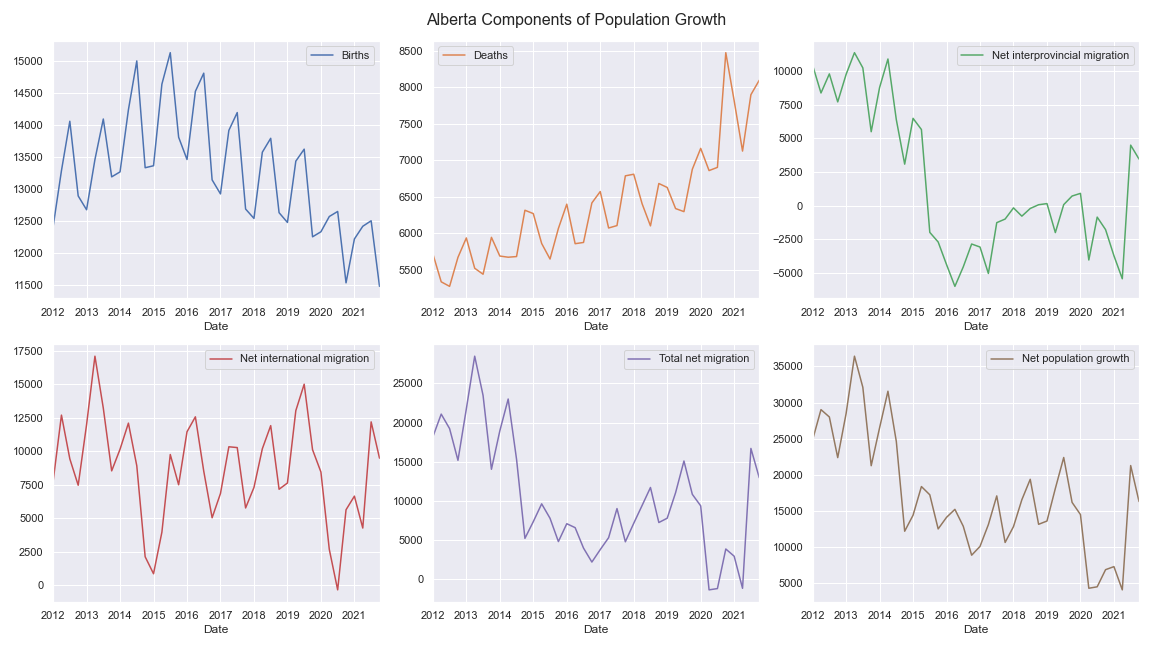 Alberta Components of Population Growth
Births
15000
14500
14000
13500
13000
12500
12000
11500
2012 2013 2014 2015 2016 2017 2018 2019 2020 2021
Date
Deaths
8500
8000
7500
7000
6500
6000
5500
2012 2013 2014 2015 2016 2017 2018 2019 2020 2021
Date
Net interprovincial migration
10000
7500
5000
2500
0
−2500
−5000
2012 2013 2014 2015 2016 2017 2018 2019 2020 2021
Date
Net international migration
17500
15000
12500
10000
7500
5000
2500
0
2012 2013 2014 2015 2016 2017 2018 2019 2020 2021
Date
Total net migration
25000
20000
15000
10000
5000
0
2012 2013 2014 2015 2016 2017 2018 2019 2020 2021
Date
Net population growth
35000
30000
25000
20000
15000
10000
5000
2012 2013 2014 2015 2016 2017 2018 2019 2020 2021
Date